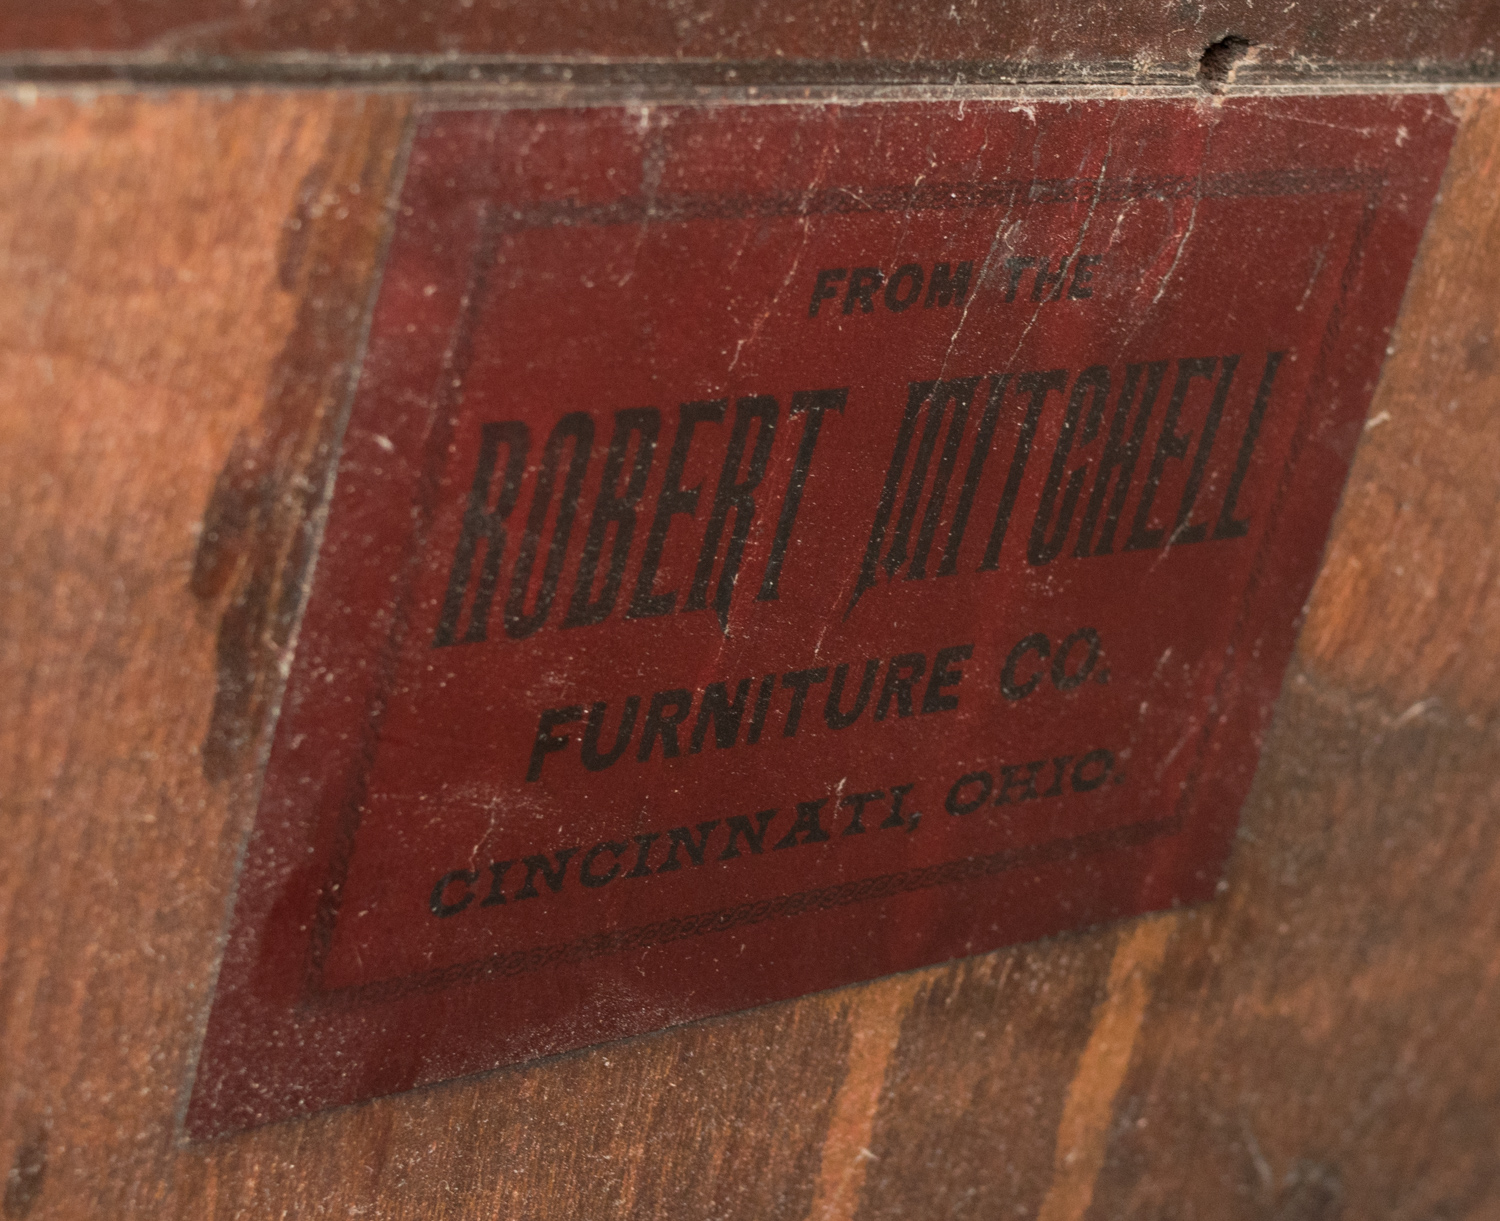 FROM THE
ROBERT MITCHELL
FURNITURE CO.
CINCINNATI, OHIO.